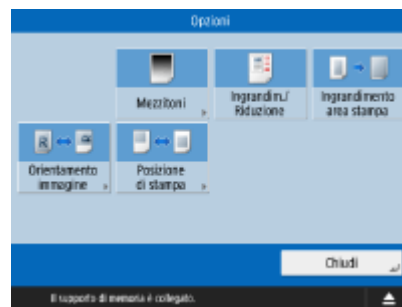 Opzioni
Mezzitoni
Ingrandim./
Riduzione
Ingrandimento
area stampa
Orientamento
immagine
Posizione
di stampa
Chiudi
Il supporto di memoria è collegato.